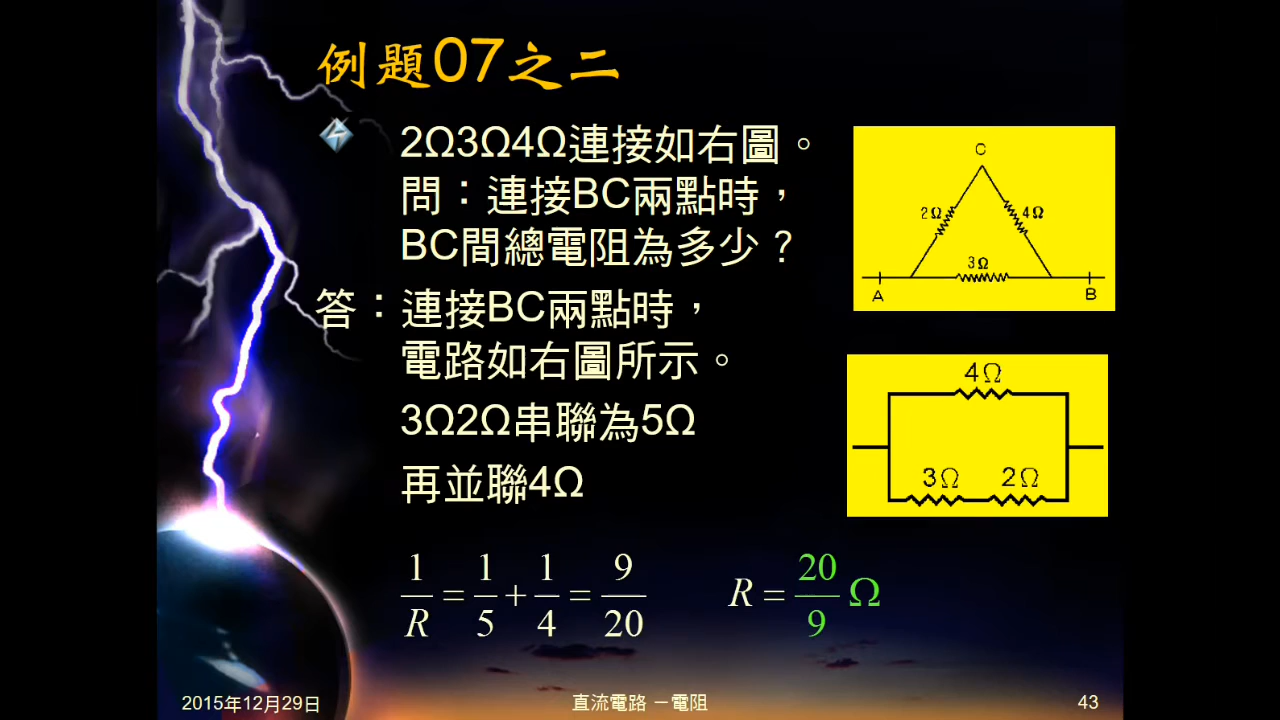 例題07之二
2Ω3Ω4Ω連接如右圖。
問：連接BC兩點時，
BC間總電阻為多少？
答：連接BC兩點時，
電路如右圖所示。
3Ω2Ω串聯為5Ω
再並聯4Ω
1/R = 1/5 + 1/4 = 9/20
R = 20/9 Ω
C
2Ω 4Ω
3Ω
A B
4Ω
3Ω 2Ω
2015年12月29日
直流電路 － 電阻
43